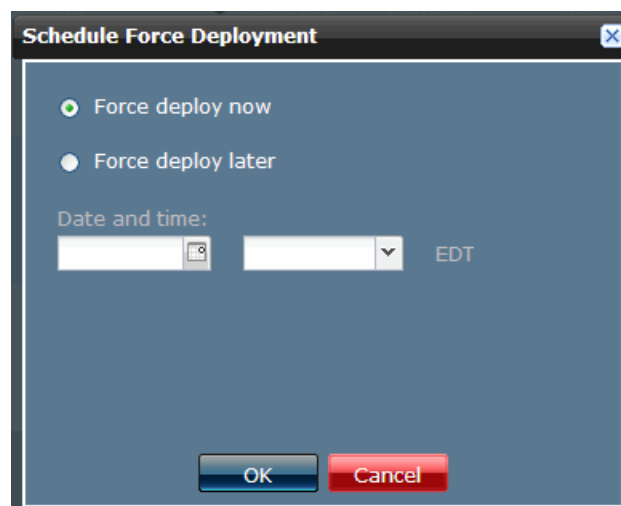 Schedule Force Deployment
Force deploy now
Force deploy later
Date and time:
EDT
OK Cancel